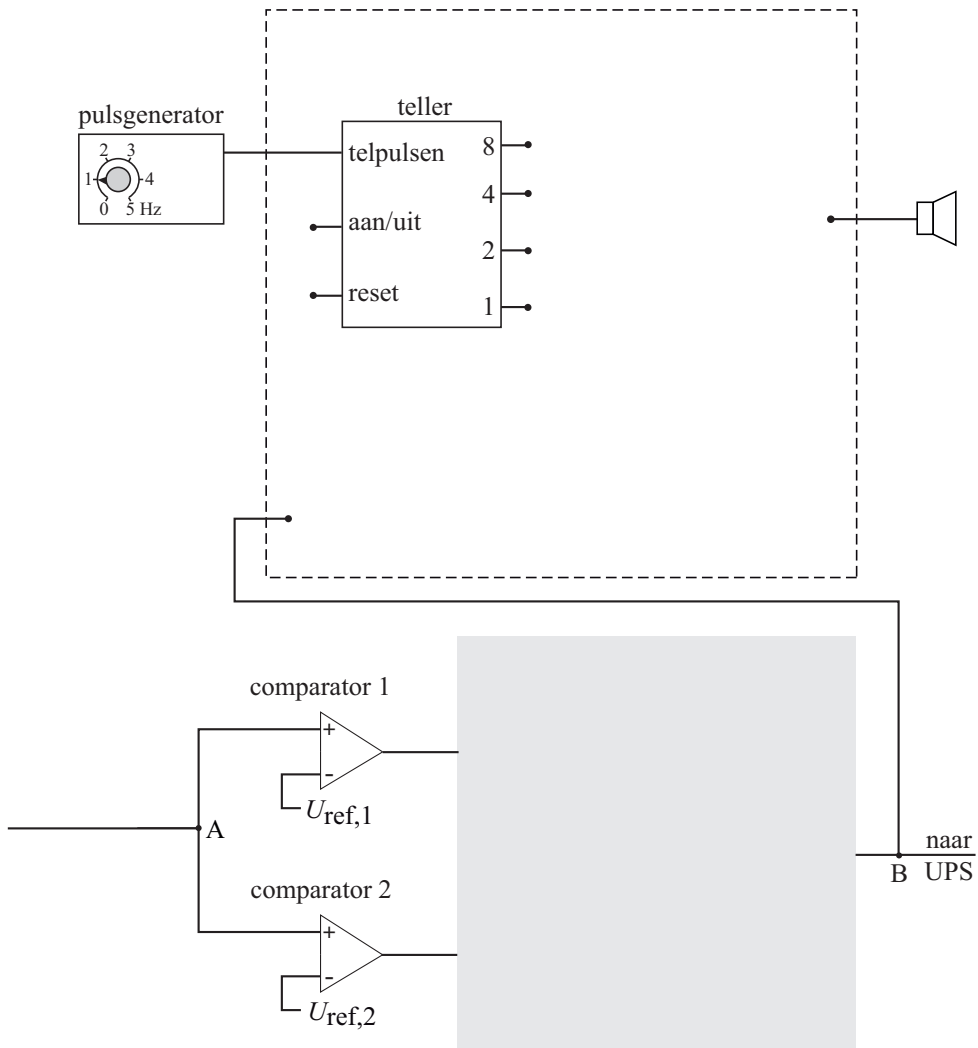 teller
pulsgenerator
2 3
1 4
0 5 Hz
telpulsen
aan/uit
reset
8
4
2
1
comparator 1
+
-
Uref,1
A
comparator 2
+
-
Uref,2
naar
B UPS